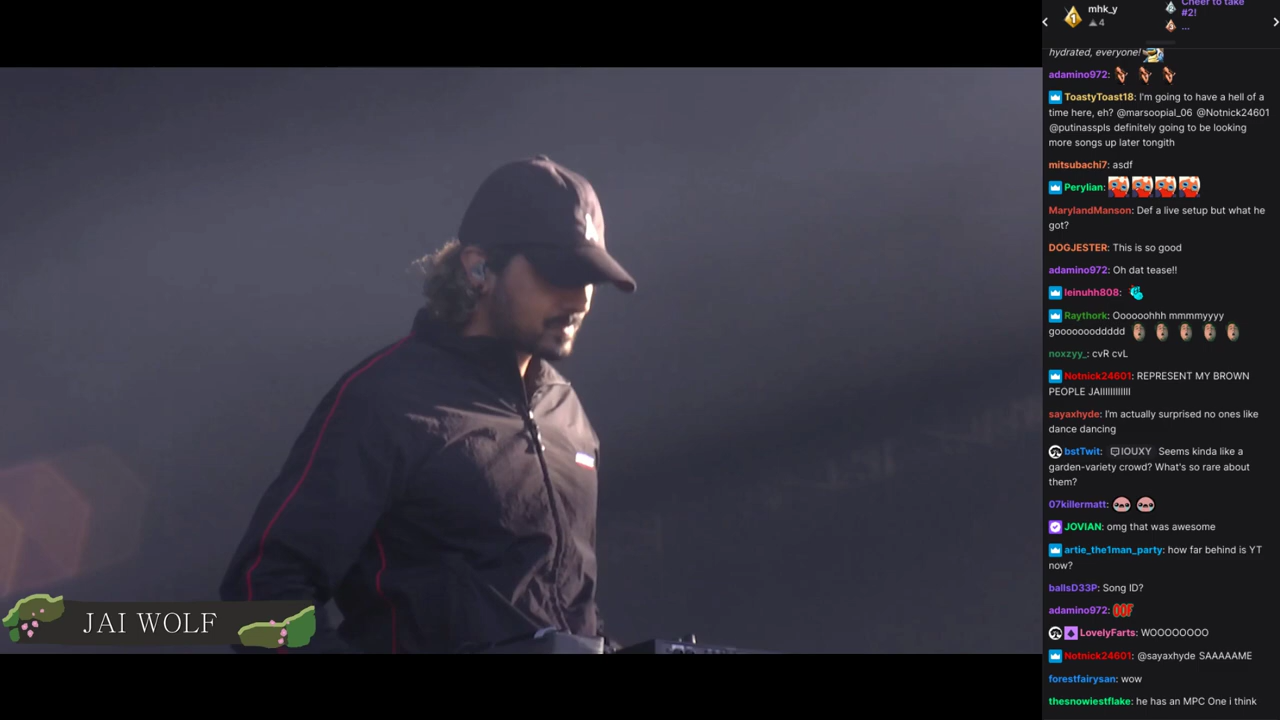 mhk_y
1
4
Cheer to take
#2!
...
hydrated, everyone!
adamino972:
ToastyToast18: I'm going to have a hell of a
time here, eh? @marsoopial_06 @Notnick24601
@putinasspls definitely going to be looking
more songs up later tongith
mitsubachi7: asdf
Perylian:
MarylandManson: Def a live setup but what he
got?
DOGJESTER: This is so good
adamino972: Oh dat tease!!
leinuhh808:
Raythork: Oooooohhh mmmmyyyy
gooooooodddd
noxzyy_: cvR cvL
Notnick24601: REPRESENT MY BROWN
PEOPLE JAIIIIIIIIIIII
sayaxhyde: I'm actually surprised no ones like
dance dancing
bstTwit: IOUXY Seems kinda like a
garden-variety crowd? What's so rare about
them?
07killermatt:
JOVIAN: omg that was awesome
artie_the1man_party: how far behind is YT
now?
ballsD33P: Song ID?
adamino972: OOF
LovelyFarts: WOOOOOOOO
Notnick24601: @sayaxhyde SAAAAAME
forestfairysan: wow
thesnowiestflake: he has an MPC One i think
JAI WOLF